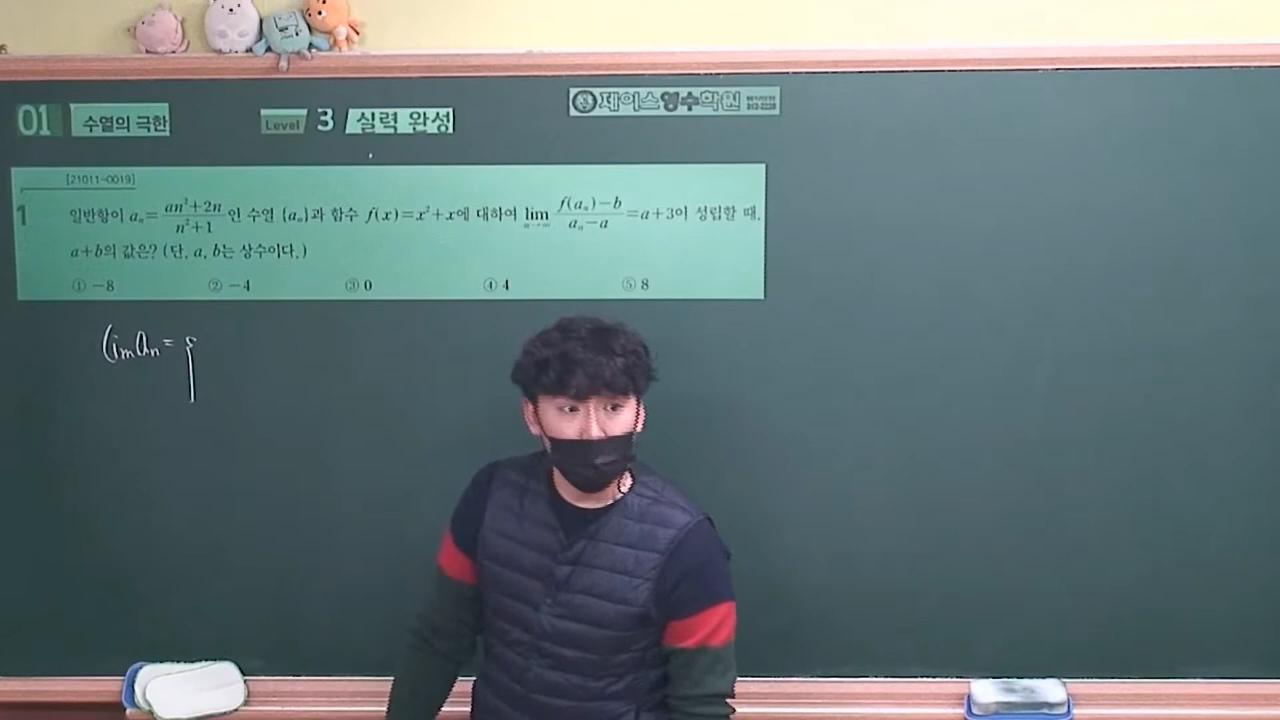 01 수열의 극한 Level 3 실력 완성 제이스영수학원
[21011-0019]
1 일반항이 aₙ=(an²+2n)/(n²+1)인 수열 {aₙ}과 함수 f(x)=x²+x에 대하여 lim(n→∞) (f(aₙ)-b)/(aₙ-a)=a+3이 성립할 때,
a+b의 값은? (단, a, b는 상수이다.)
① -8 ② -4 ③ 0 ④ 4 ⑤ 8
lim aₙ =